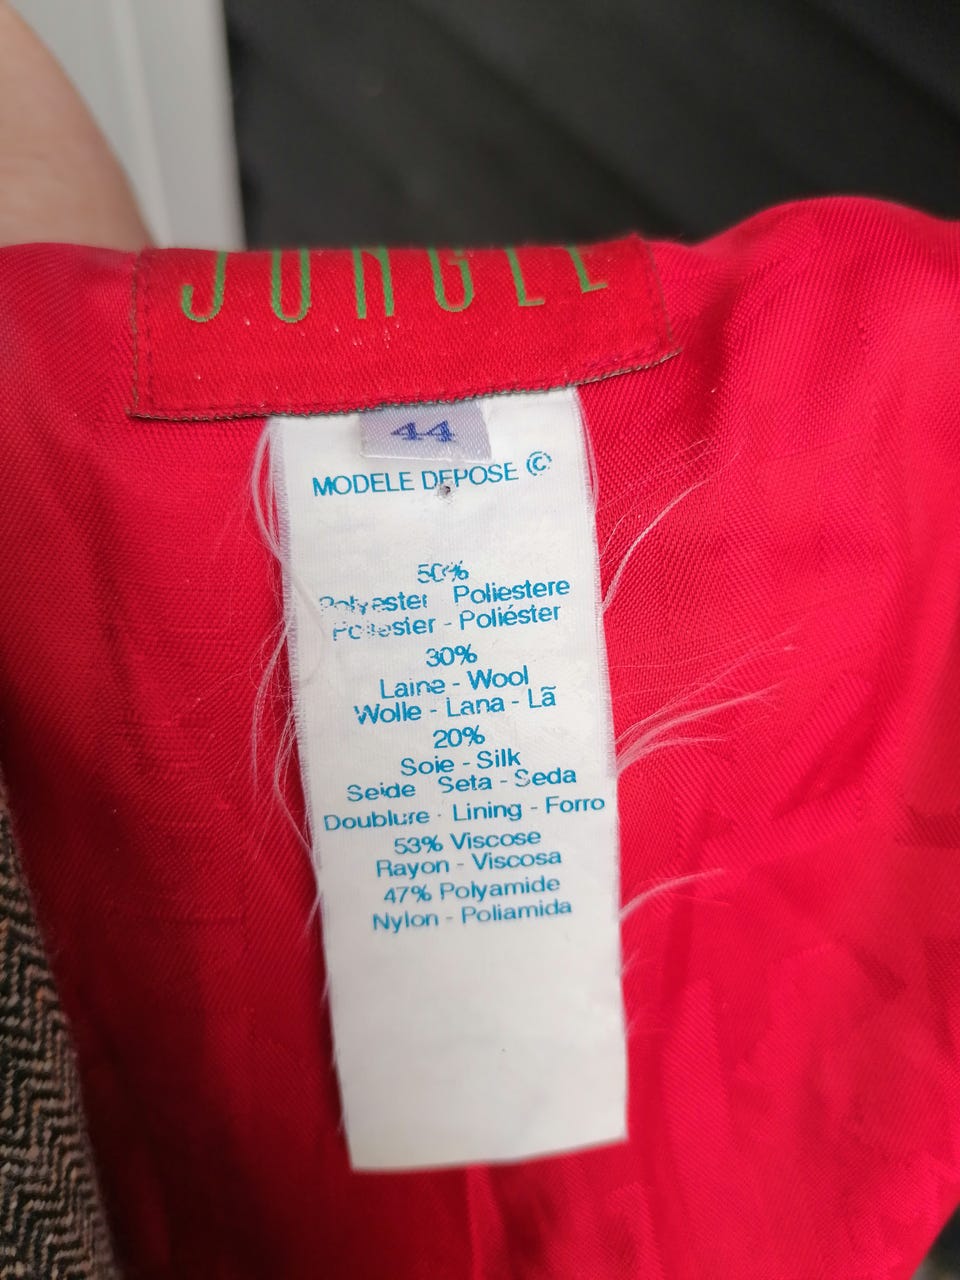 JUNGLE
44
MODELE DEPOSE ©
50%
Polyester Poliestere
Poliester - Poliéster
30%
Laine - Wool
Wolle - Lana - Lã
20%
Soie - Silk
Seide Seta - Seda
Doublure - Lining - Forro
53% Viscose
Rayon - Viscosa
47% Polyamide
Nylon - Poliamida